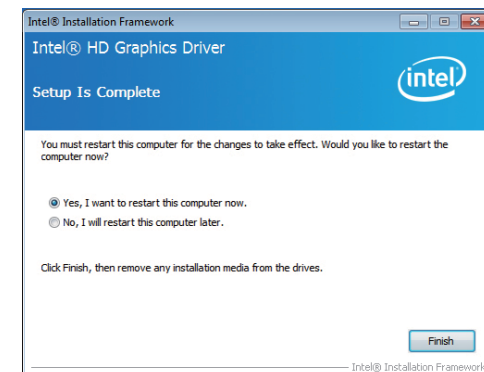 Intel® Installation Framework
Intel® HD Graphics Driver
intel
Setup Is Complete
You must restart this computer for the changes to take effect. Would you like to restart the
computer now?
Yes, I want to restart this computer now.
No, I will restart this computer later.
Click Finish, then remove any installation media from the drives.
Finish
Intel® Installation Framework